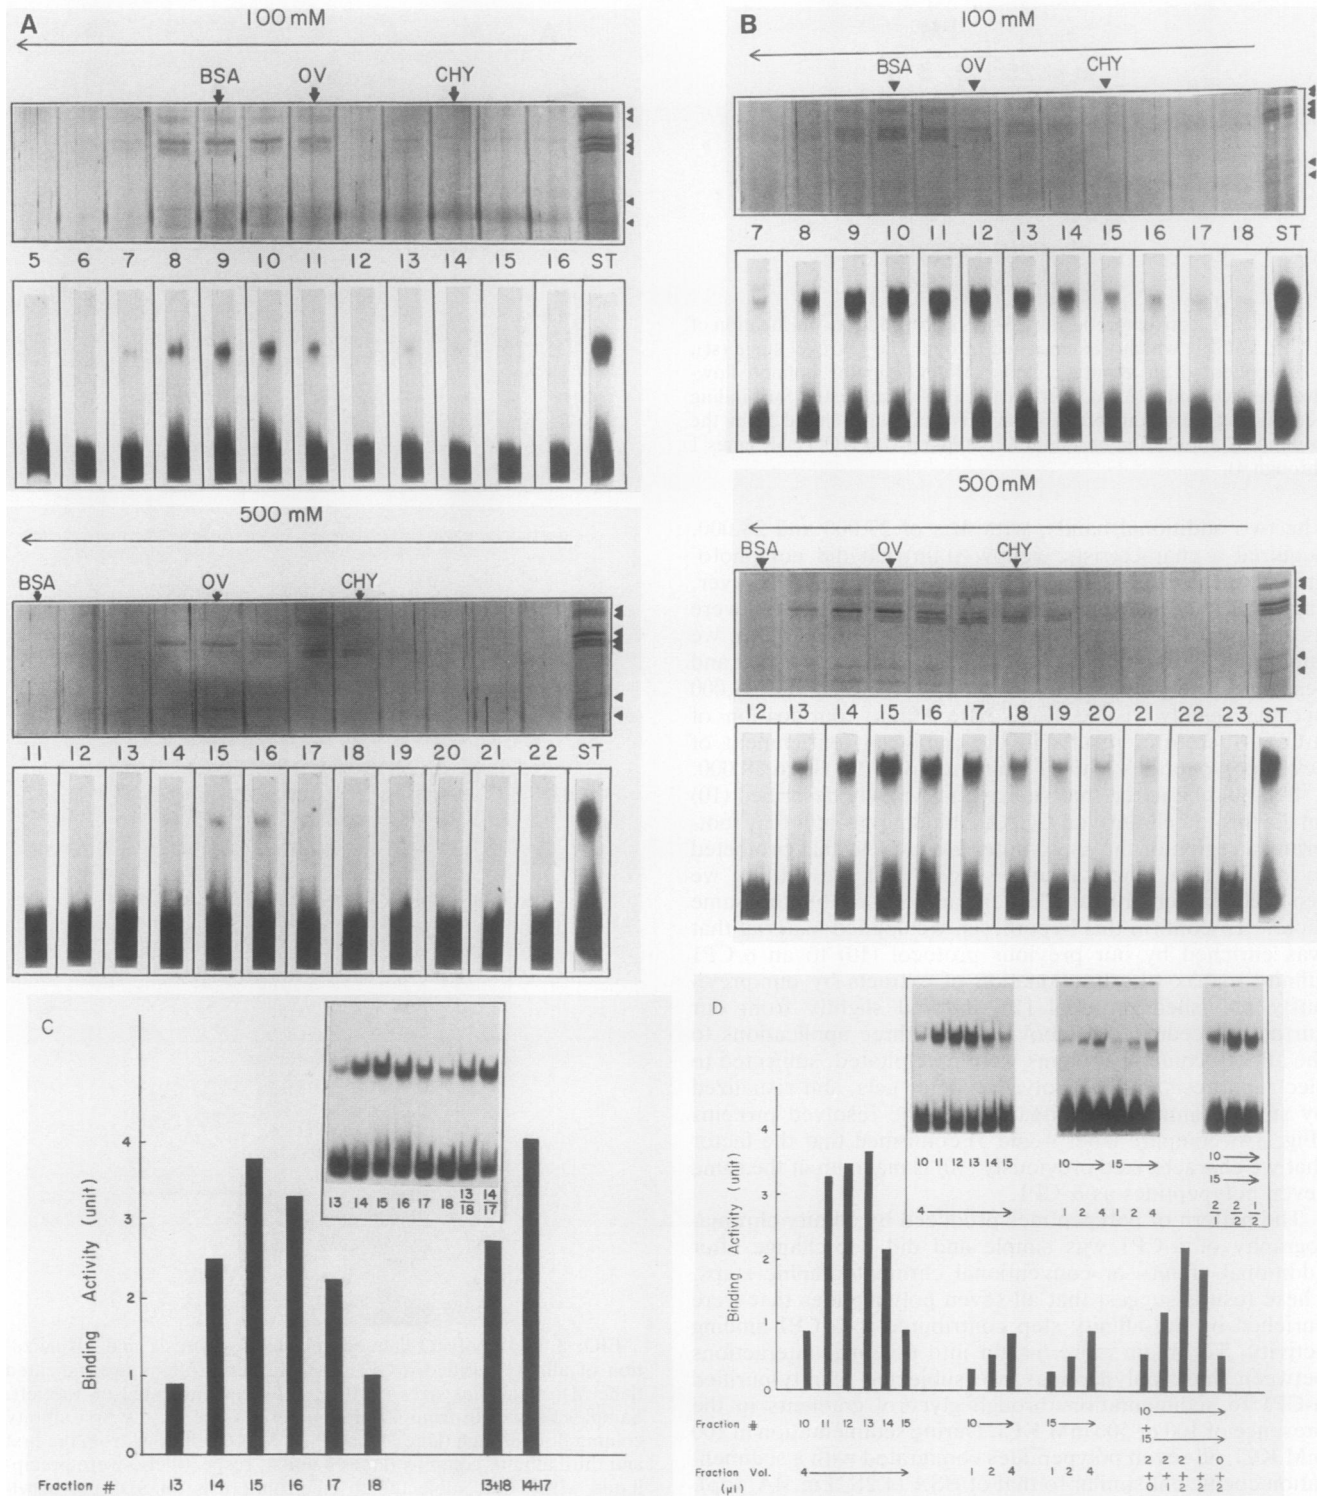 A
100 mM
BSA OV CHY
5 6 7 8 9 10 11 12 13 14 15 16 ST
500 mM
BSA OV CHY
11 12 13 14 15 16 17 18 19 20 21 22 ST
B
100 mM
BSA OV CHY
7 8 9 10 11 12 13 14 15 16 17 18 ST
500 mM
BSA OV CHY
12 13 14 15 16 17 18 19 20 21 22 23 ST
C
Binding Activity (unit)
4
3
2
1
0
13 14 15 16 17 18 13/18 14/17
Fraction # 13 14 15 16 17 18 13+18 14+17
D
Binding Activity (unit)
4
3
2
1
0
10 11 12 13 14 15
4
10 15
1 2 4 1 2 4
10
15
2/1 2/2 1/2
Fraction # 10 11 12 13 14 15 10 15 10 + 15
Fraction Vol. (µl) 4 1 2 4 1 2 4 2+0 2+1 2+2 1+2 0+2